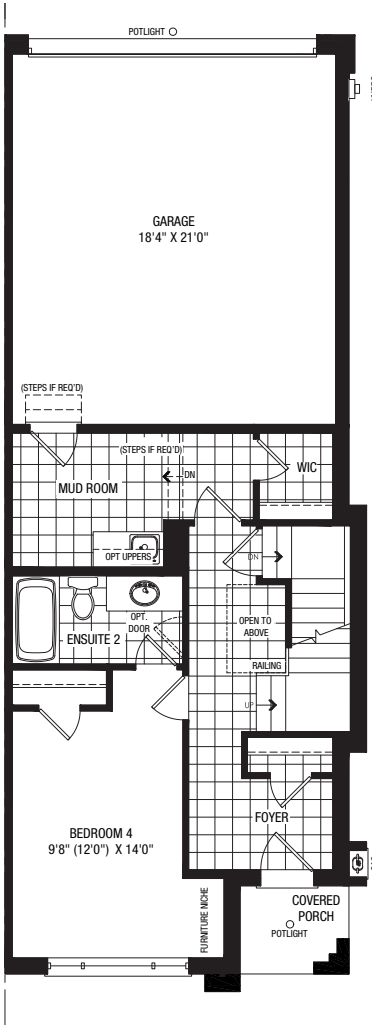 POTLIGHT
GARAGE
18'4" X 21'0"
(STEPS IF REQ'D)
(STEPS IF REQ'D)
WIC
DN
MUD ROOM
OPT UPPERS
DN
OPT.
DOOR
ENSUITE 2
OPEN TO
ABOVE
RAILING
UP
FOYER
BEDROOM 4
9'8" (12'0") X 14'0"
FURNITURE NICHE
COVERED
PORCH
POTLIGHT